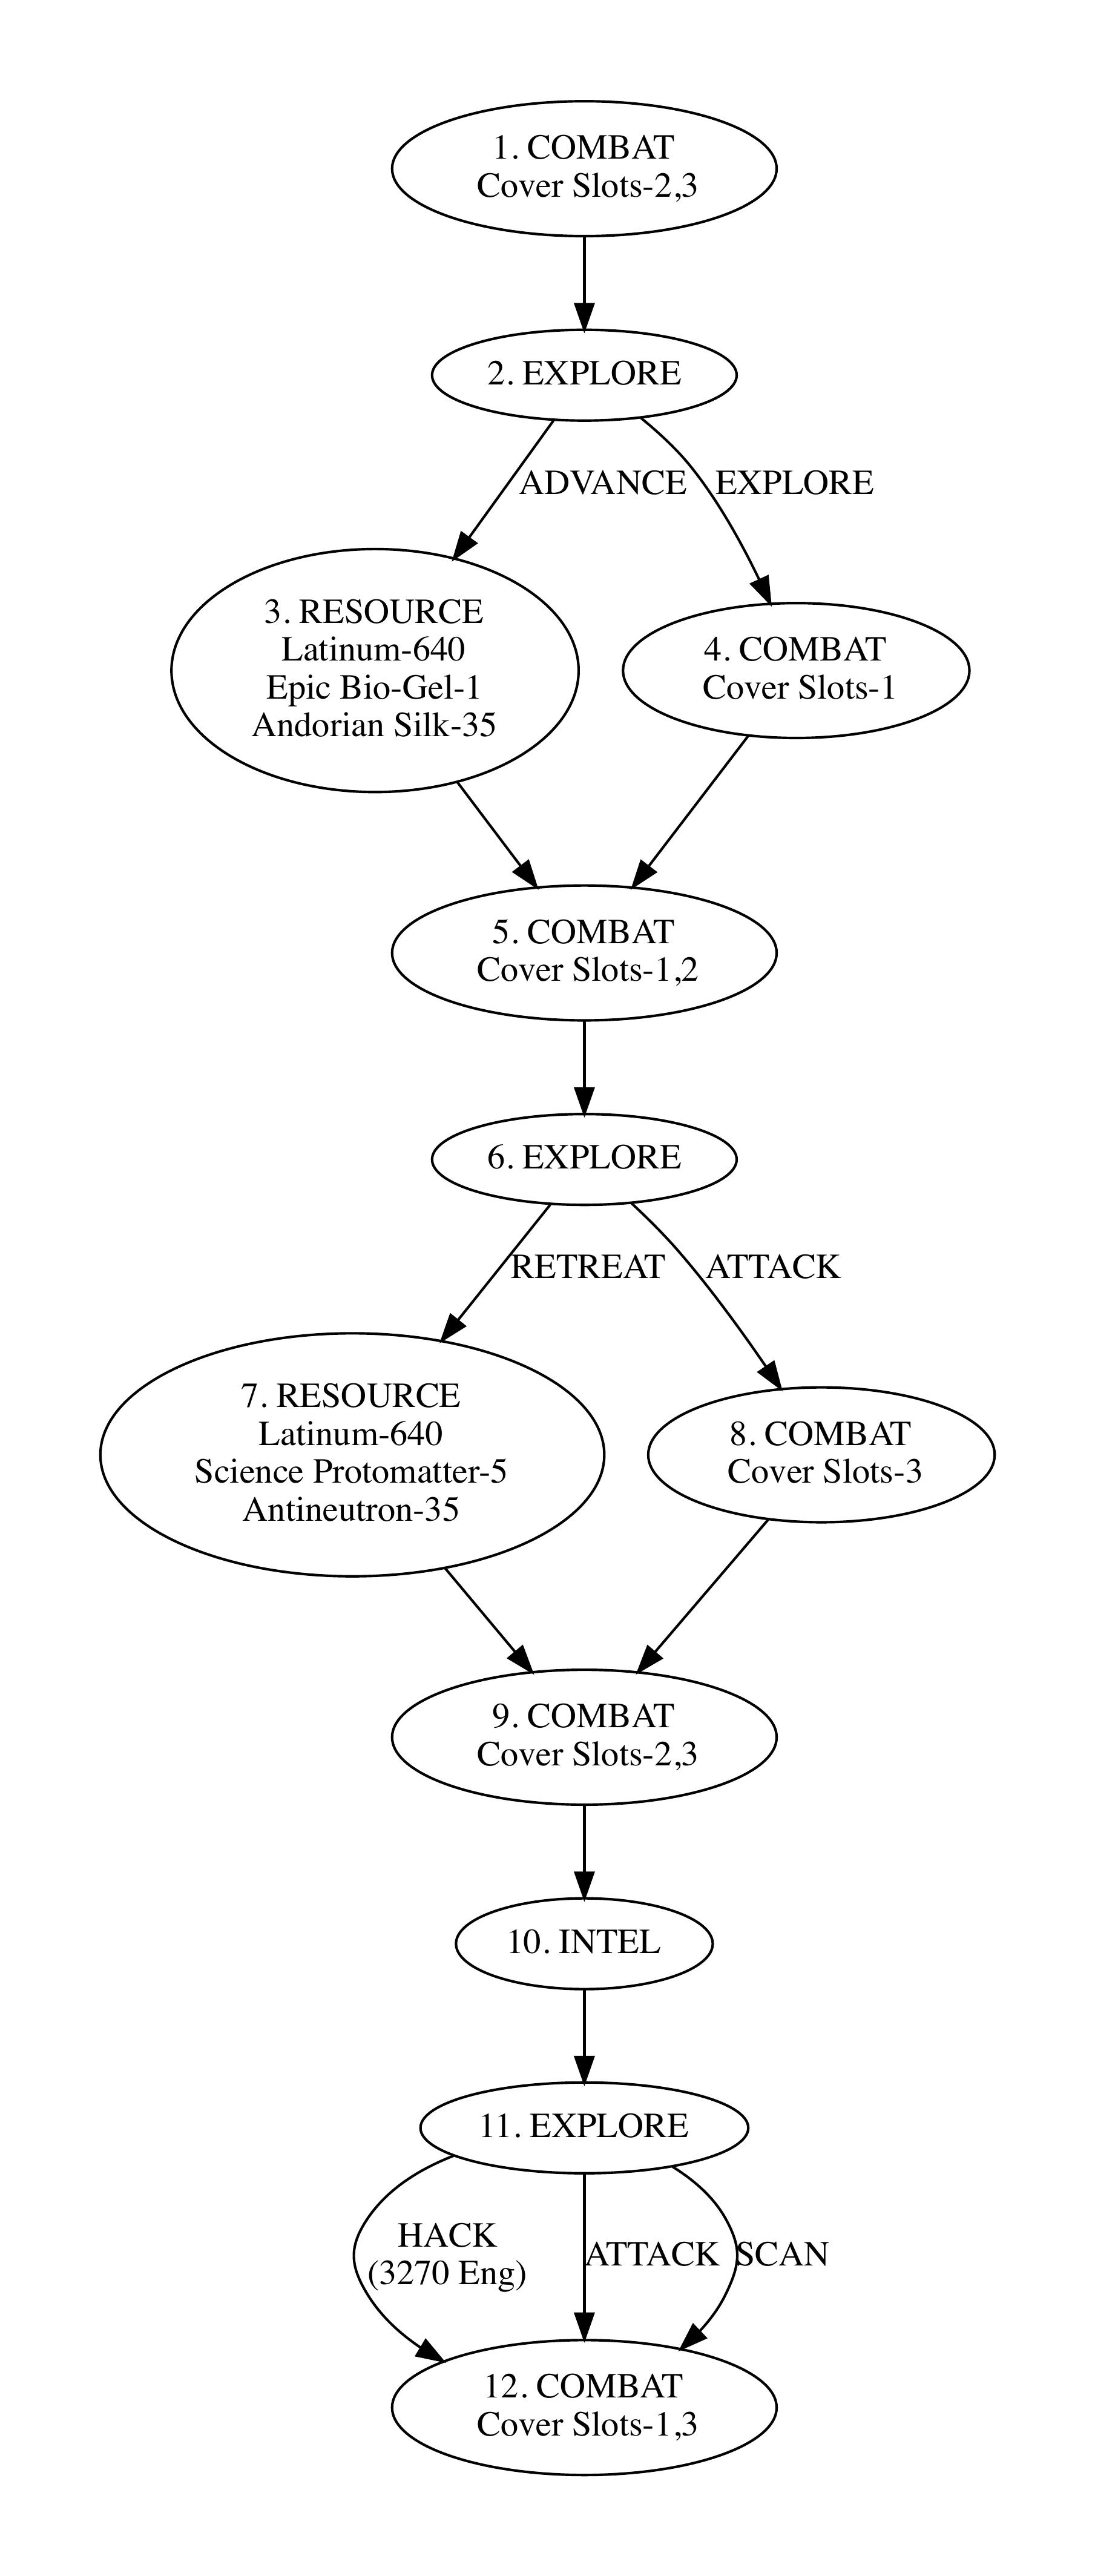 1. COMBAT
Cover Slots-2,3
2. EXPLORE
ADVANCE
EXPLORE
3. RESOURCE
Latinum-640
Epic Bio-Gel-1
Andorian Silk-35
4. COMBAT
Cover Slots-1
5. COMBAT
Cover Slots-1,2
6. EXPLORE
RETREAT
ATTACK
7. RESOURCE
Latinum-640
Science Protomatter-5
Antineutron-35
8. COMBAT
Cover Slots-3
9. COMBAT
Cover Slots-2,3
10. INTEL
11. EXPLORE
HACK
(3270 Eng)
ATTACK
SCAN
12. COMBAT
Cover Slots-1,3